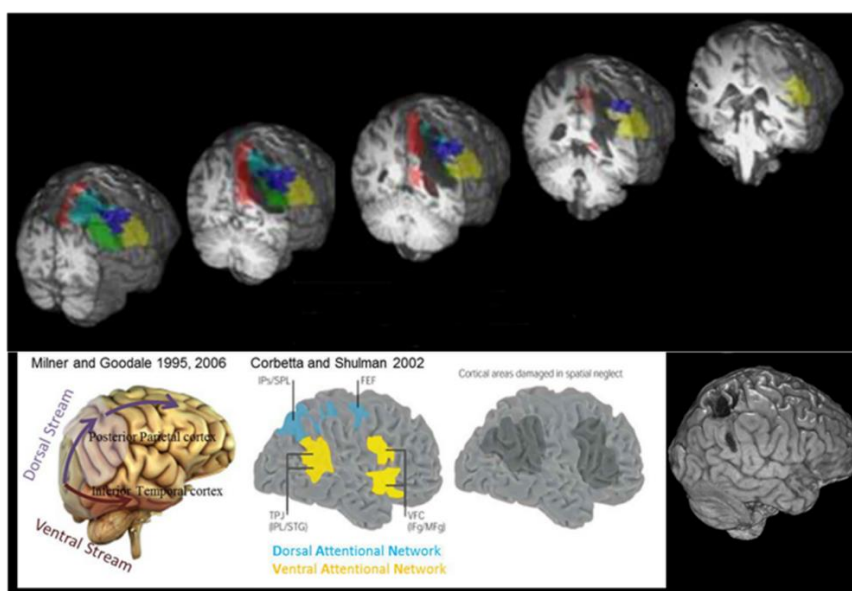 Milner and Goodale 1995, 2006
Dorsal Stream
Posterior Parietal cortex
Inferior Temporal cortex
Ventral Stream
Corbetta and Shulman 2002
IPs/SPL
FEF
TPJ
(IPL/STG)
VFC
(IFg/MFg)
Dorsal Attentional Network
Ventral Attentional Network
Cortical areas damaged in spatial neglect